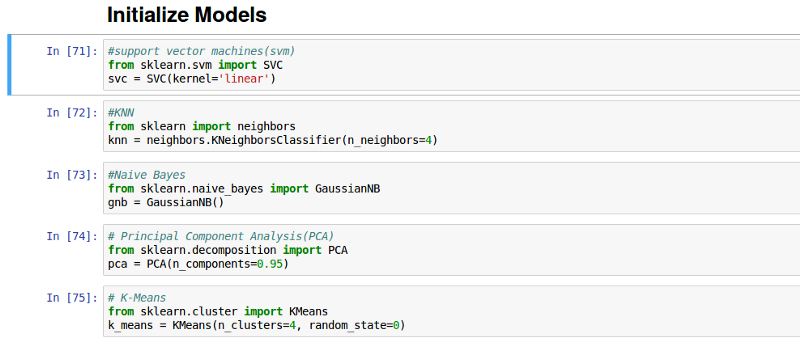 Initialize Models
In [71]: #support vector machines(svm)
from sklearn.svm import SVC
svc = SVC(kernel='linear')
In [72]: #KNN
from sklearn import neighbors
knn = neighbors.KNeighborsClassifier(n_neighbors=4)
In [73]: #Naive Bayes
from sklearn.naive_bayes import GaussianNB
gnb = GaussianNB()
In [74]: # Principal Component Analysis(PCA)
from sklearn.decomposition import PCA
pca = PCA(n_components=0.95)
In [75]: # K-Means
from sklearn.cluster import KMeans
k_means = KMeans(n_clusters=4, random_state=0)